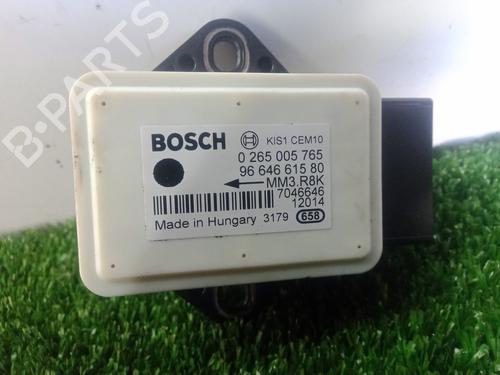 B-PARTS
BOSCH KIS1 CEM10
0 265 005 765
96 646 615 80
MM3.R8K
7046646
12014
Made in Hungary 3179 658